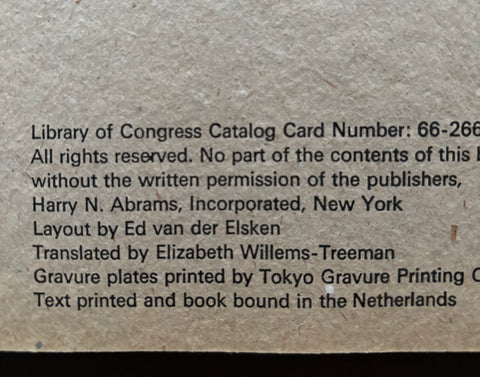 Library of Congress Catalog Card Number: 66-266
All rights reserved. No part of the contents of this
without the written permission of the publishers,
Harry N. Abrams, Incorporated, New York
Layout by Ed van der Elsken
Translated by Elizabeth Willems-Treeman
Gravure plates printed by Tokyo Gravure Printing
Text printed and book bound in the Netherlands